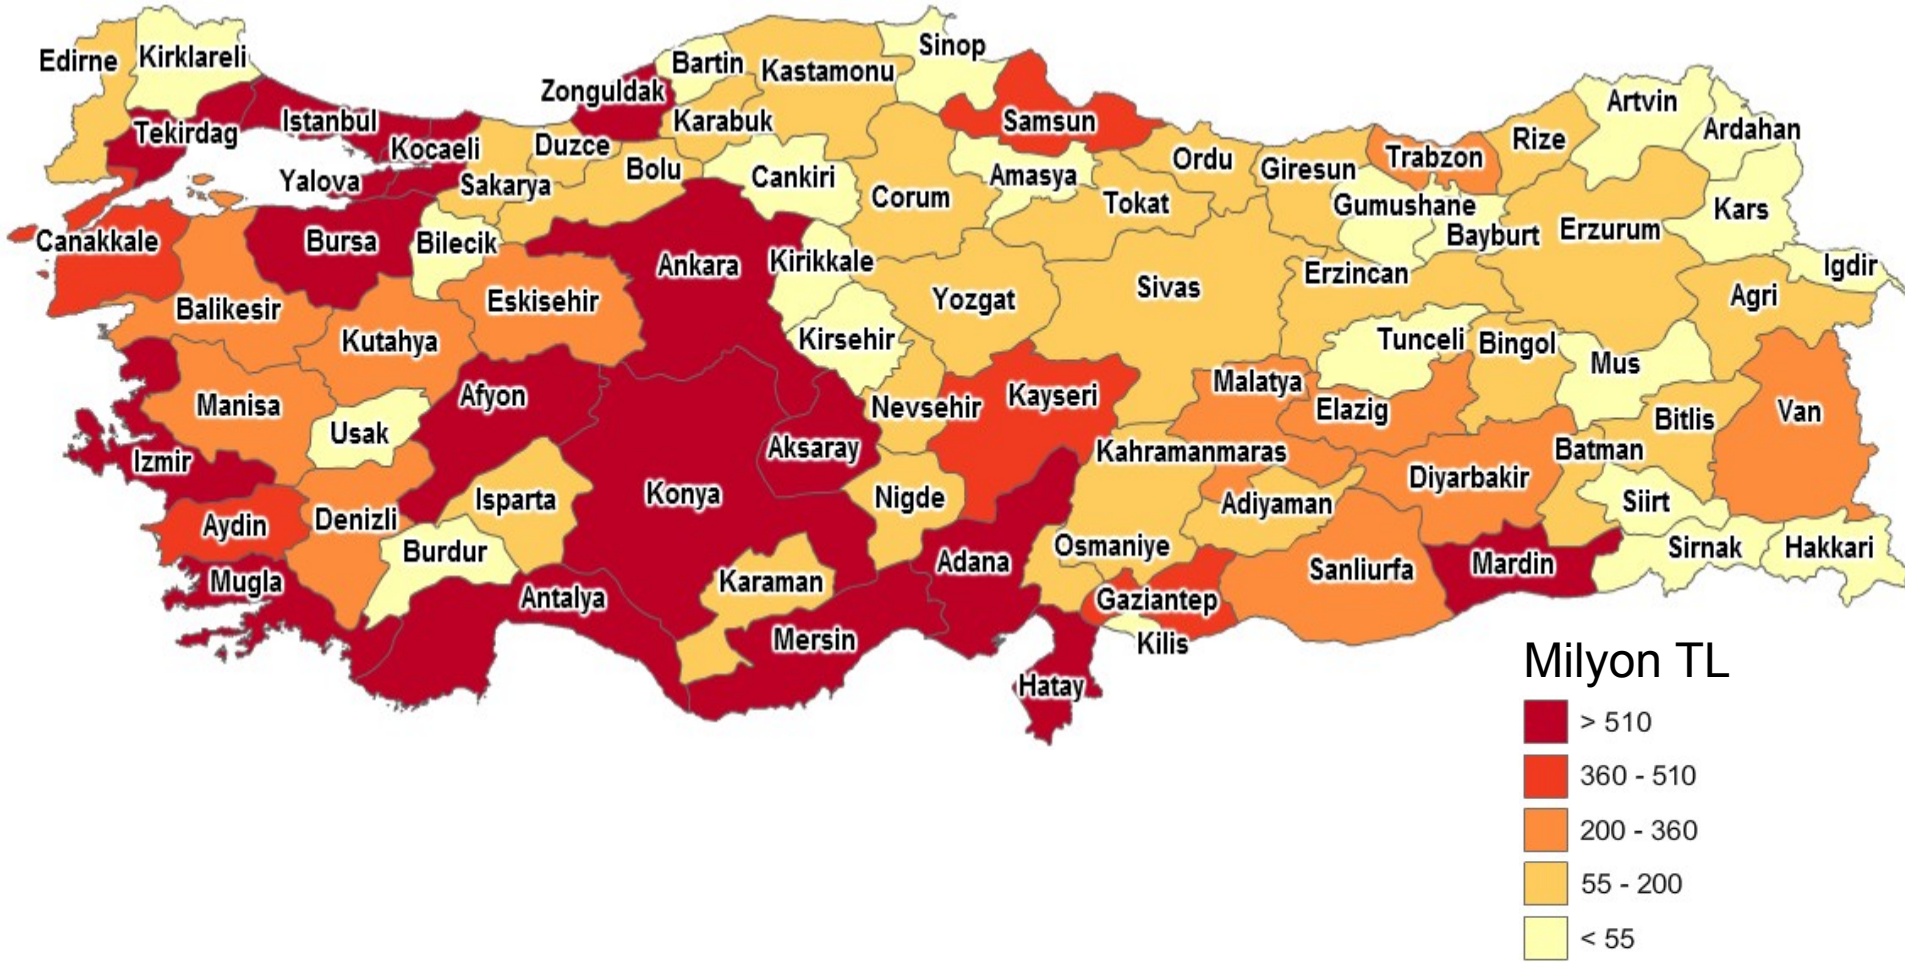 Edirne
Kirklareli
Tekirdag
Istanbul
Kocaeli
Yalova
Sakarya
Duzce
Bolu
Zonguldak
Bartin
Karabuk
Kastamonu
Sinop
Cankiri
Samsun
Amasya
Corum
Tokat
Ordu
Giresun
Trabzon
Rize
Artvin
Ardahan
Gumushane
Bayburt
Erzurum
Kars
Igdir
Canakkale
Bursa
Bilecik
Balikesir
Eskisehir
Kutahya
Ankara
Kirikkale
Kirsehir
Yozgat
Sivas
Erzincan
Agri
Tunceli
Bingol
Mus
Manisa
Usak
Afyon
Aksaray
Nevsehir
Kayseri
Malatya
Elazig
Bitlis
Van
Izmir
Aydin
Denizli
Isparta
Konya
Nigde
Kahramanmaras
Adiyaman
Diyarbakir
Batman
Siirt
Mugla
Burdur
Antalya
Karaman
Mersin
Adana
Osmaniye
Gaziantep
Kilis
Sanliurfa
Mardin
Sirnak
Hakkari
Hatay
Milyon TL
> 510
360 - 510
200 - 360
55 - 200
< 55